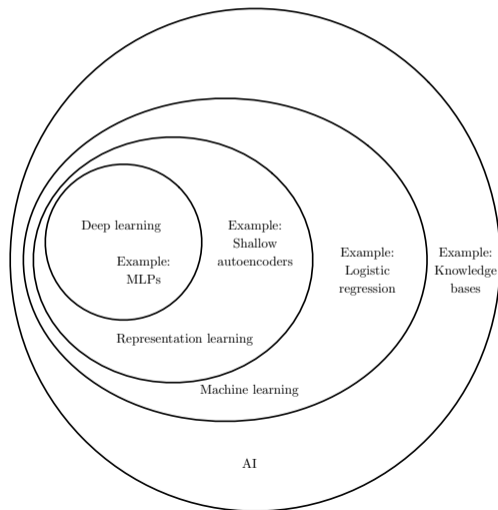 Deep learning
Example:
MLPs
Example:
Shallow
autoencoders
Example:
Logistic
regression
Example:
Knowledge
bases
Representation learning
Machine learning
AI